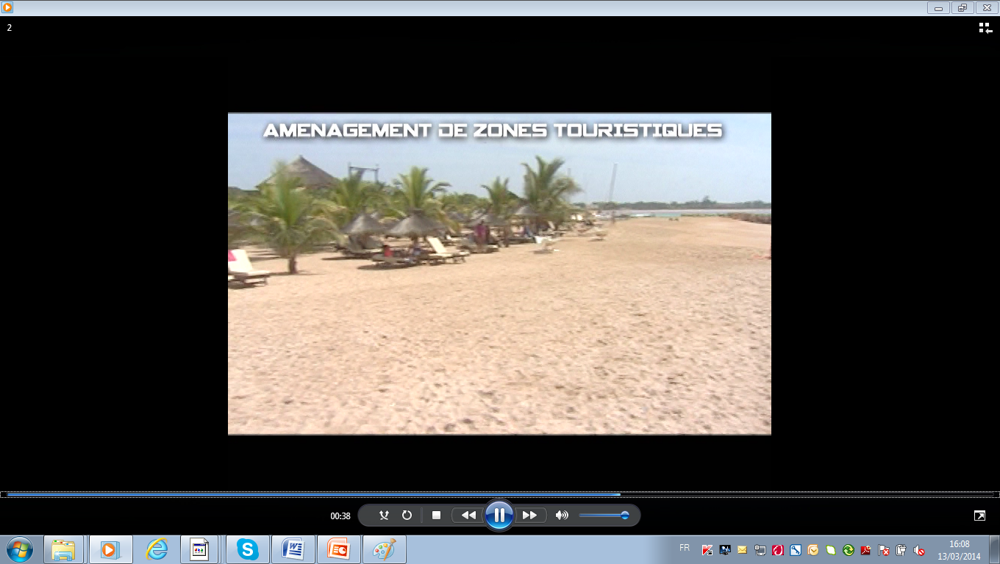 2
AMENAGEMENT DE ZONES TOURISTIQUES
00:38
FR
16:08
13/03/2014